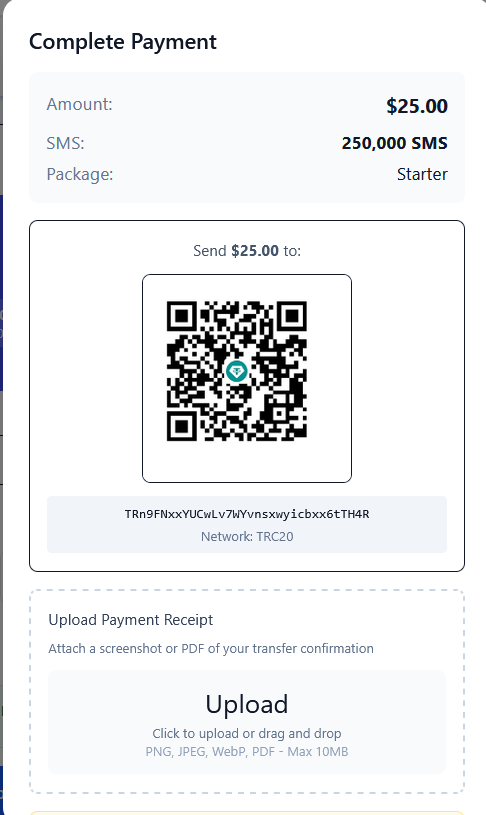 Complete Payment
Amount: $25.00
SMS: 250,000 SMS
Package: Starter
Send $25.00 to:
TRn9FNxxYUCwLv7WYvnsxwyicbxx6tTH4R
Network: TRC20
Upload Payment Receipt
Attach a screenshot or PDF of your transfer confirmation
Upload
Click to upload or drag and drop
PNG, JPEG, WebP, PDF - Max 10MB